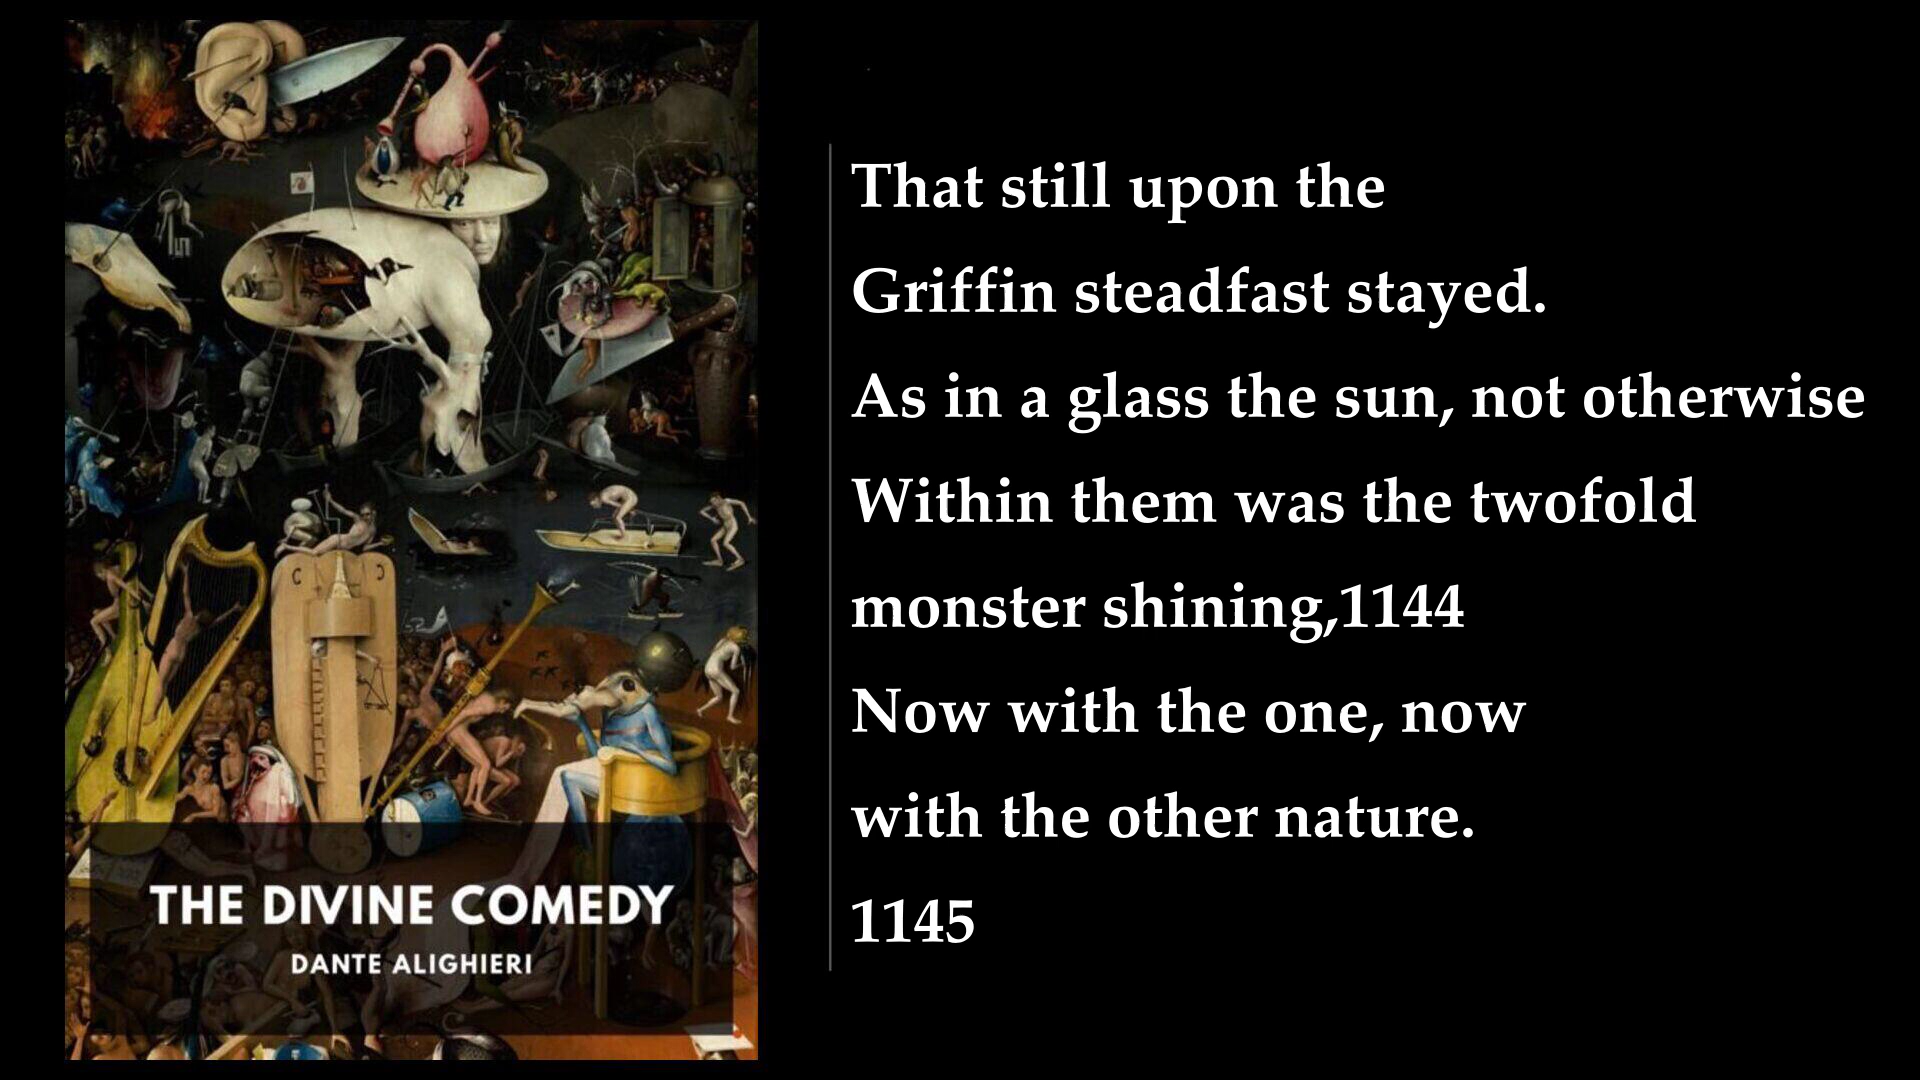 THE DIVINE COMEDY
DANTE ALIGHIERI
That still upon the
Griffin steadfast stayed.
As in a glass the sun, not otherwise
Within them was the twofold
monster shining,1144
Now with the one, now
with the other nature.
1145